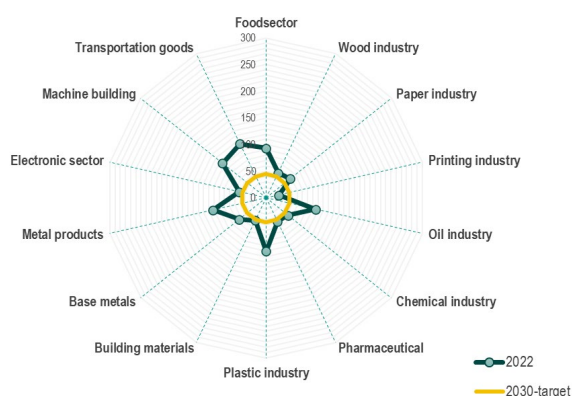 Foodsector
300
Transportation goods
Wood industry
250
200
Machine building
Paper industry
150
100
Electronic sector
Printing industry
50
0
Metal products
Oil industry
Base metals
Chemical industry
Building materials
Pharmaceutical
Plastic industry
2022
2030-target